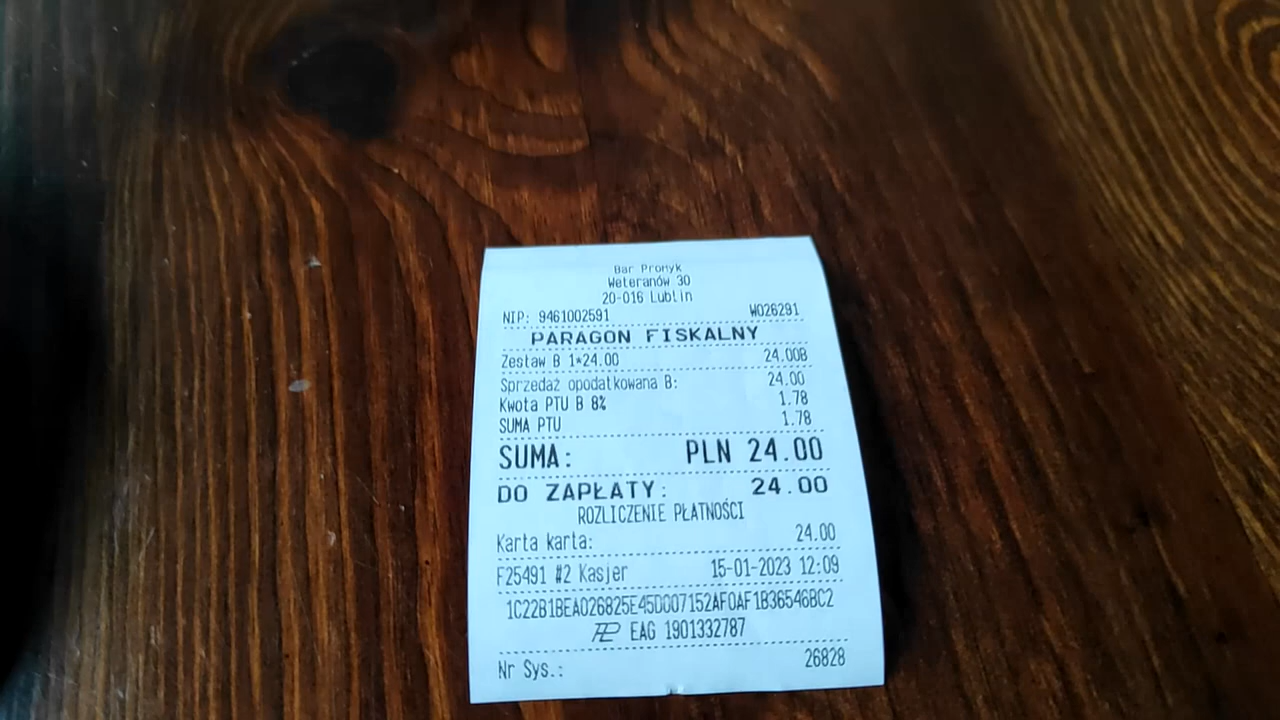 Bar Promyk
Weteranów 30
20-016 Lublin
NIP: 9461002591 W026291
PARAGON FISKALNY
Zestaw B 1*24.00 24.00B
Sprzedaż opodatkowana B: 24.00
Kwota PTU B 8% 1.78
SUMA PTU 1.78
SUMA: PLN 24.00
DO ZAPŁATY: 24.00
ROZLICZENIE PŁATNOŚCI
Karta karta: 24.00
F25491 #2 Kasjer 15-01-2023 12:09
1C22B1BEA026825E45D007152AF0AF1B36546BC2
EAG 1901332787
Nr Sys.: 26828